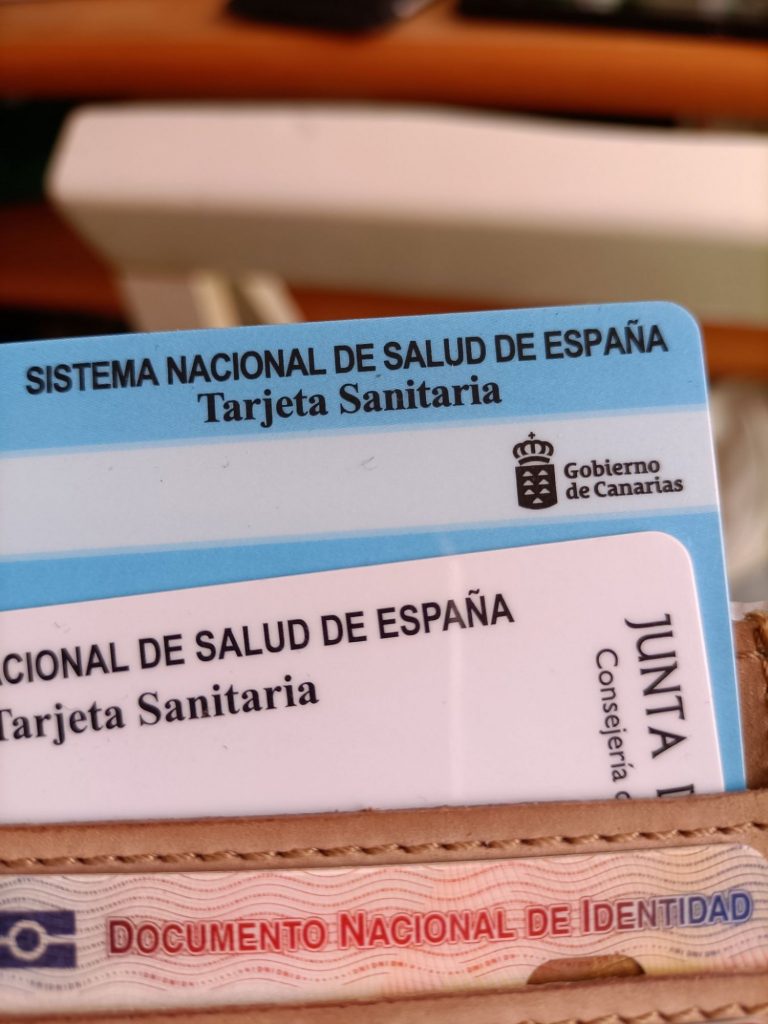 SISTEMA NACIONAL DE SALUD DE ESPAÑA
Tarjeta Sanitaria
Gobierno
de Canarias
CIONAL DE SALUD DE ESPAÑA
Tarjeta Sanitaria
JUNTA
Consejería
DOCUMENTO NACIONAL DE IDENTIDAD